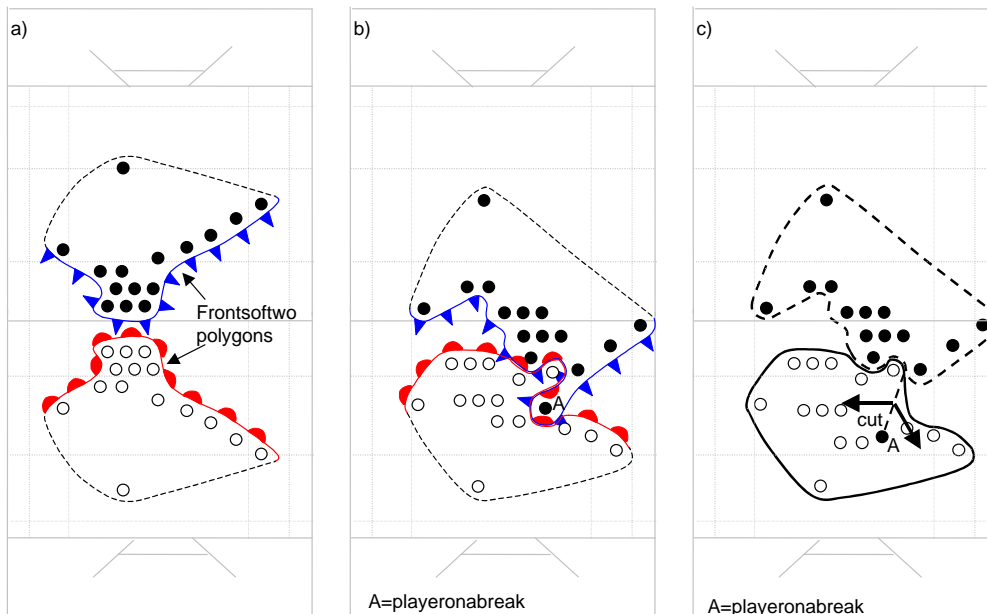 a)
Frontsoftwo
polygons
b)
A
A=playeronabreak
c)
cut
A
A=playeronabreak